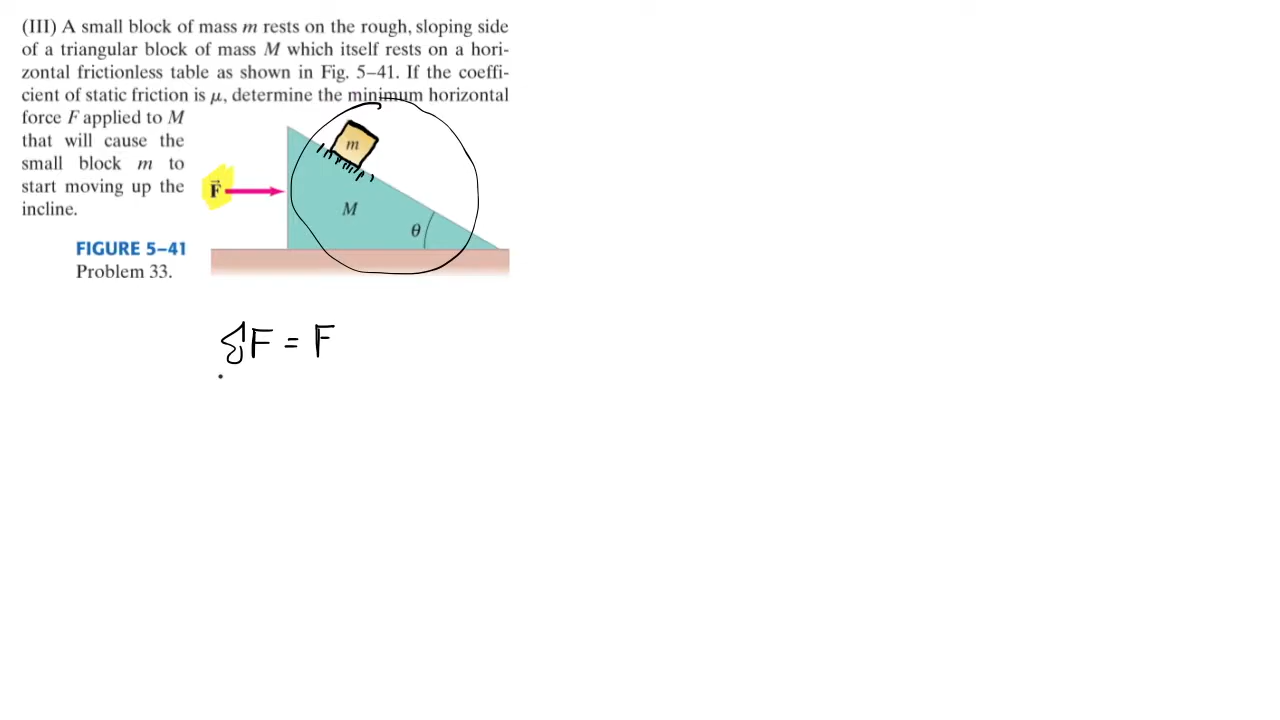 (III) A small block of mass m rests on the rough, sloping side
of a triangular block of mass M which itself rests on a hori-
zontal frictionless table as shown in Fig. 5–41. If the coeffi-
cient of static friction is μ, determine the minimum horizontal
force F applied to M
that will cause the
small block m to
start moving up the
incline.
m
F⃗
M
θ
FIGURE 5–41
Problem 33.
ΣF = F